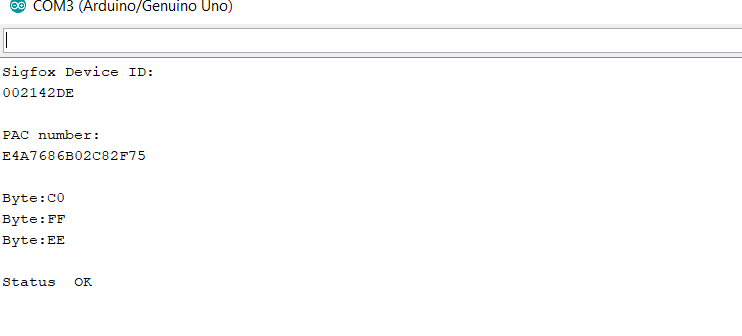 COM3 (Arduino/Genuino Uno)
Sigfox Device ID:
002142DE
PAC number:
E4A7686B02C82F75
Byte:C0
Byte:FF
Byte:EE
Status  OK